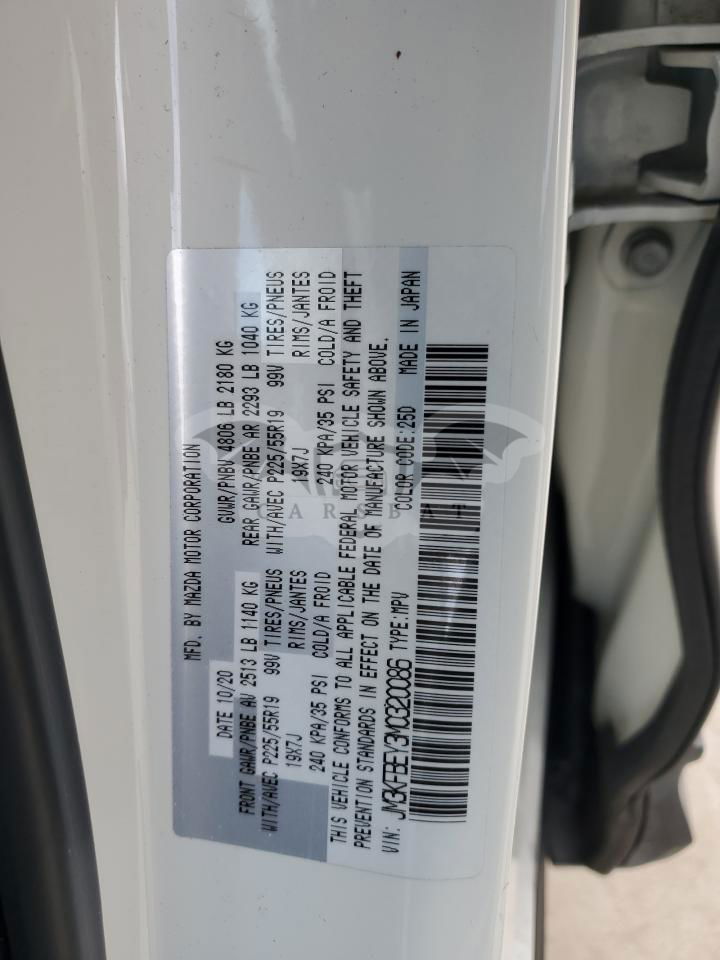 MFD. BY MAZDA MOTOR CORPORATION
DATE 10/20 GVWR/PNBV 4806 LB 2180 KG
FRONT GAWR/PNBE AV 2513 LB 1140 KG REAR GAWR/PNBE AR 2293 LB 1040 KG
WITH/AVEC P225/55R19 99V TIRES/PNEUS WITH/AVEC P225/55R19 99V TIRES/PNEUS
19X7J RIMS/JANTES 19X7J RIMS/JANTES
240 KPA/35 PSI COLD/A FROID 240 KPA/35 PSI COLD/A FROID
THIS VEHICLE CONFORMS TO ALL APPLICABLE FEDERAL MOTOR VEHICLE SAFETY AND THEFT
PREVENTION STANDARDS IN EFFECT ON THE DATE OF MANUFACTURE SHOWN ABOVE.
VIN: JM3KFBEY3M0320086 TYPE:MPV COLOR CODE:25D MADE IN JAPAN
CARSBAT